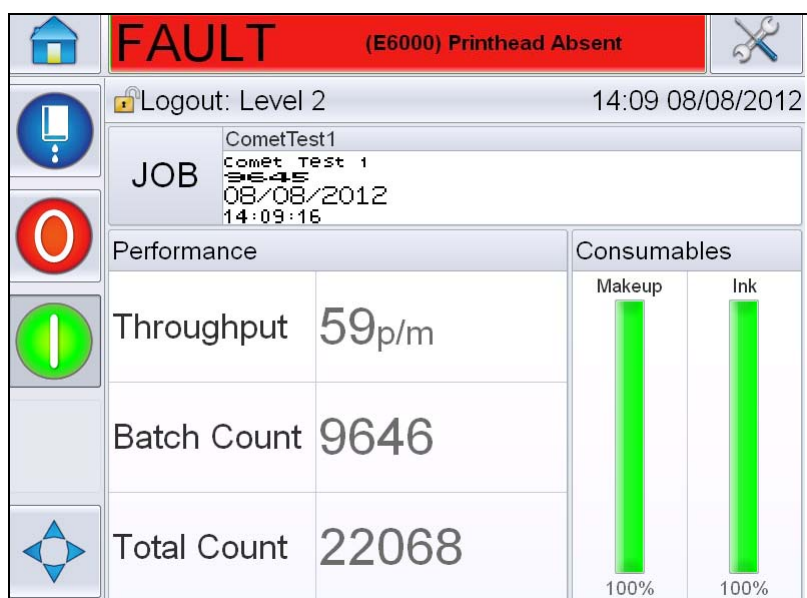 FAULT (E6000) Printhead Absent
Logout: Level 2 14:09 08/08/2012
JOB
CometTest1
Comet Test 1
9645
08/08/2012
14:09:16
Performance
Consumables
Makeup Ink
Throughput 59p/m
Batch Count 9646
Total Count 22068
100% 100%